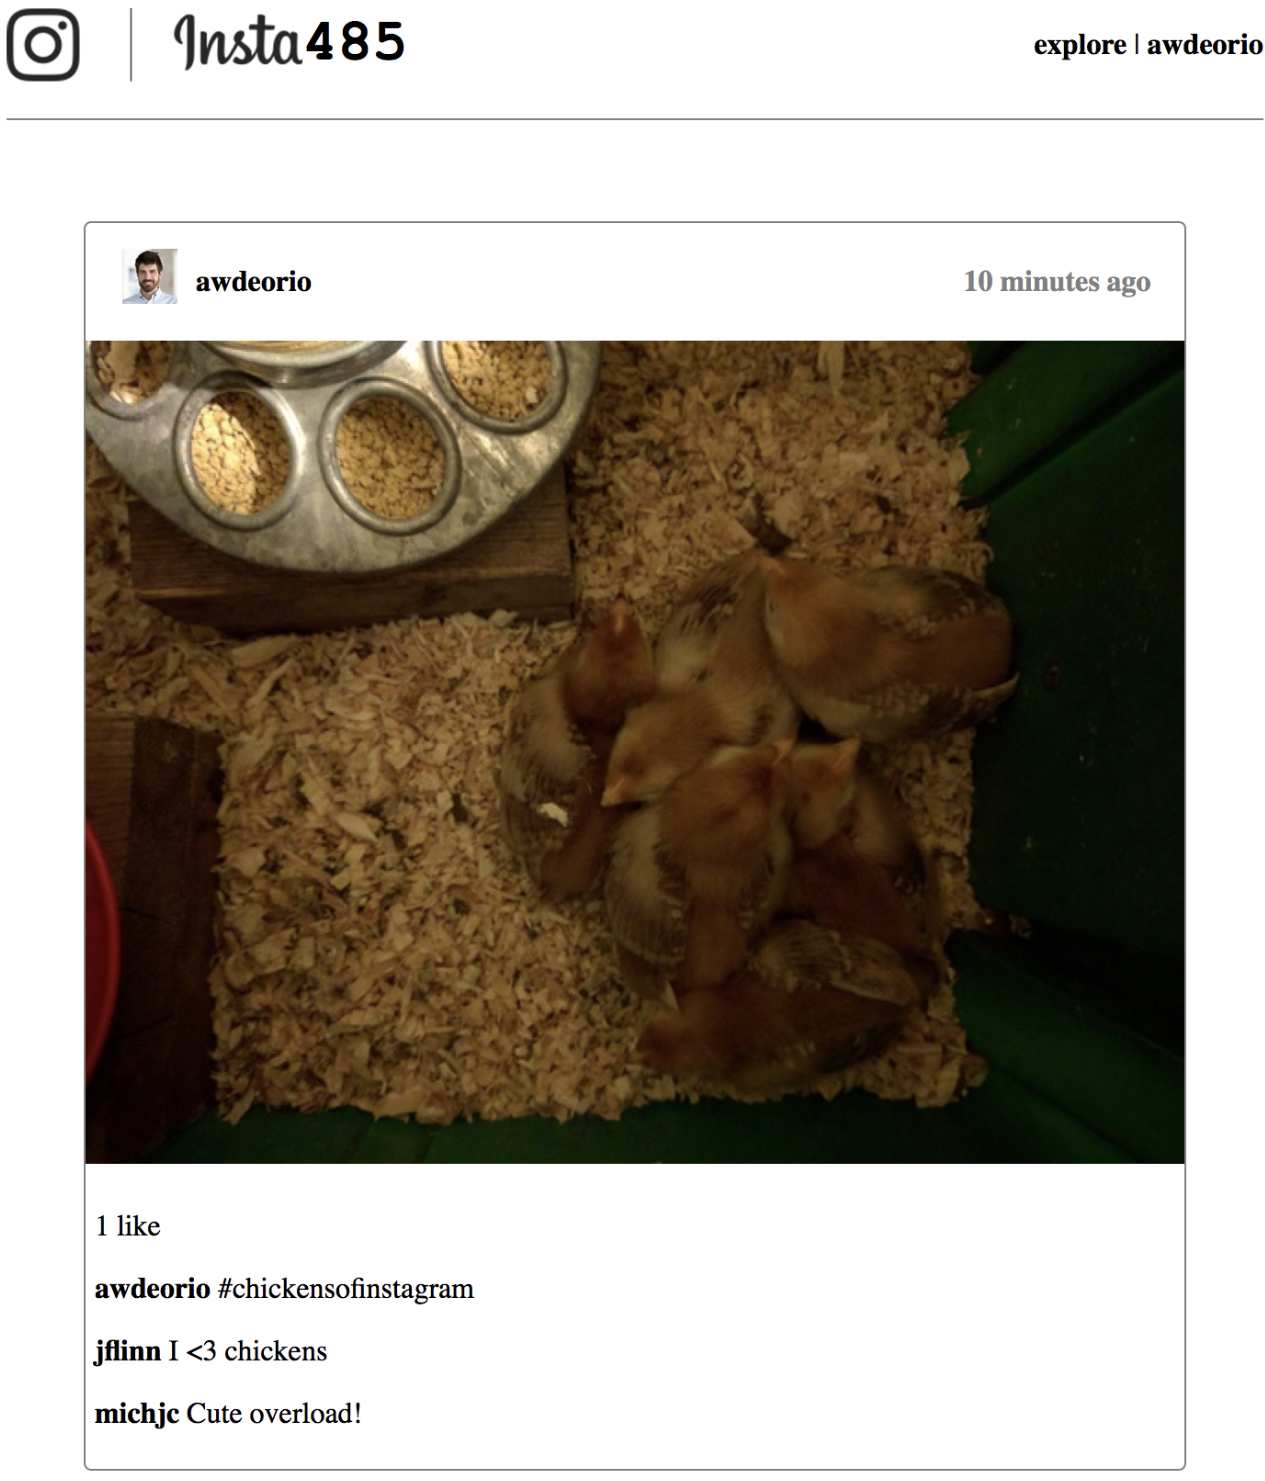 Insta485
explore | awdeorio
awdeorio
10 minutes ago
1 like
awdeorio #chickensofinstagram
jflinn I <3 chickens
michjc Cute overload!